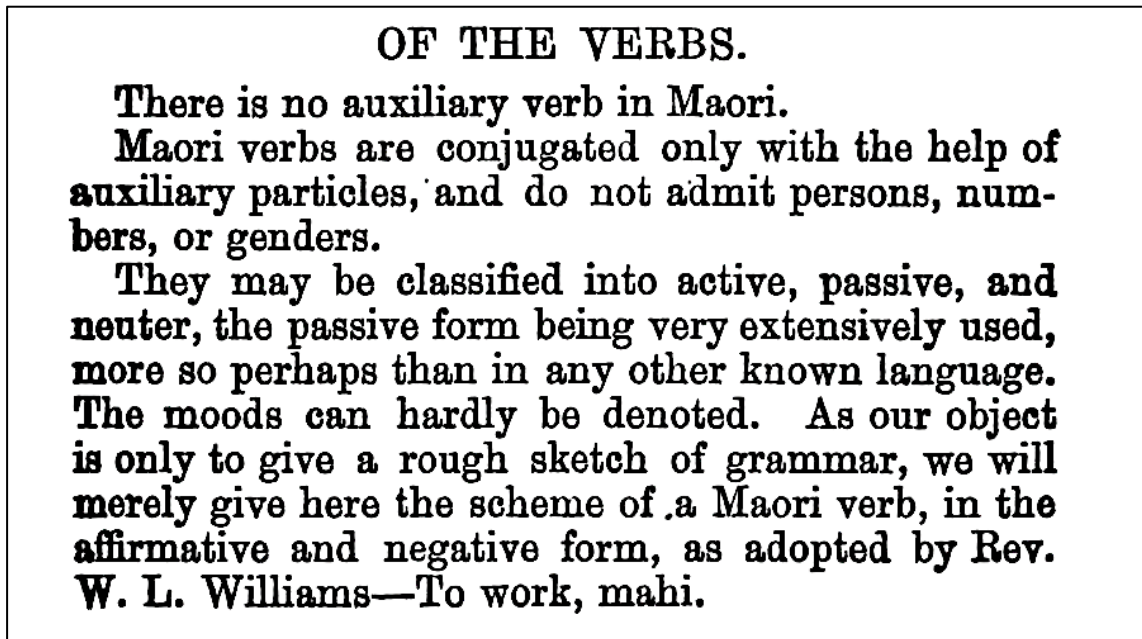 OF THE VERBS.
There is no auxiliary verb in Maori.
Maori verbs are conjugated only with the help of
auxiliary particles, and do not admit persons, num-
bers, or genders.
They may be classified into active, passive, and
neuter, the passive form being very extensively used,
more so perhaps than in any other known language.
The moods can hardly be denoted. As our object
is only to give a rough sketch of grammar, we will
merely give here the scheme of a Maori verb, in the
affirmative and negative form, as adopted by Rev.
W. L. Williams—To work, mahi.